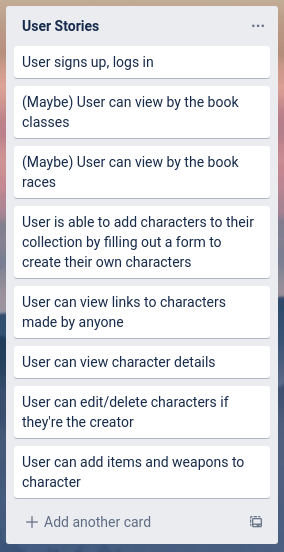 User Stories
User signs up, logs in
(Maybe) User can view by the book
classes
(Maybe) User can view by the book
races
User is able to add characters to their
collection by filling out a form to
create their own characters
User can view links to characters
made by anyone
User can view character details
User can edit/delete characters if
they're the creator
User can add items and weapons to
character
Add another card